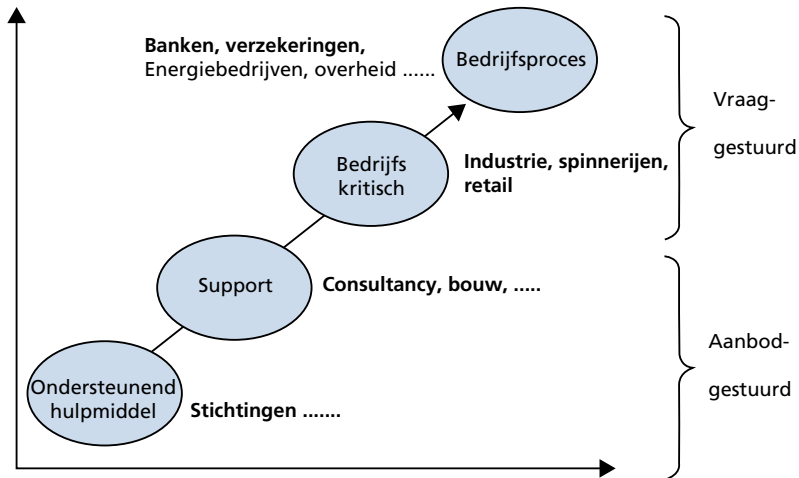 Banken, verzekeringen,
Energiebedrijven, overheid ......
Bedrijfsproces
Vraag-
gestuurd
Bedrijfs
kritisch
Industrie, spinnerijen,
retail
Support
Consultancy, bouw, .....
Aanbod-
gestuurd
Ondersteunend
hulpmiddel
Stichtingen .......